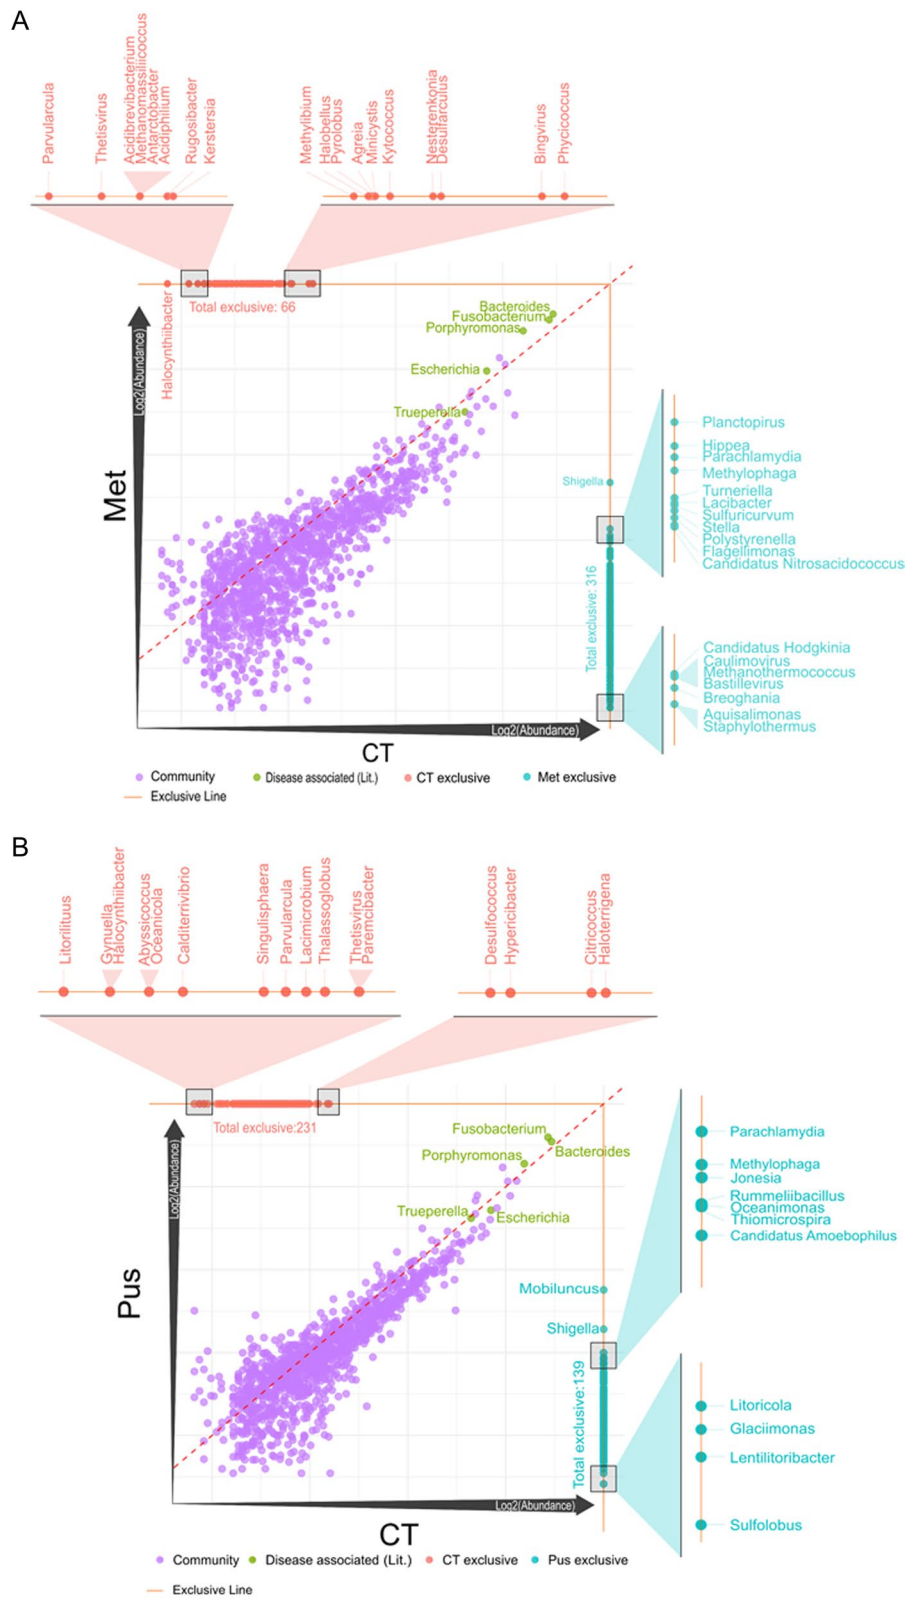 A
Parvularcula
Thetisvirus
Acidibrevibacterium
Methanomassiliicoccus
Antarctobacter
Acidiphilium
Rugosibacter
Kerstersia
Methylibium
Halobellus
Pyrolobus
Agreia
Minicystis
Kytococcus
Nesterenkonia
Desulfarculus
Bingvirus
Phycicoccus
Halocynthiibacter
Total exclusive: 66
Bacteroides
Fusobacterium
Porphyromonas
Escherichia
Trueperella
Log2(Abundance)
Met
Shigella
Total exclusive: 316
Planctopirus
Hippea
Parachlamydia
Methylophaga
Turneriella
Lacibacter
Sulfuricurvum
Stella
Polystyrenella
Flagellimonas
Candidatus Nitrosacidococcus
Candidatus Hodgkinia
Caulimovirus
Methanothermococcus
Bastillevirus
Breoghania
Aquisalimonas
Staphylothermus
Log2(Abundance)
CT
Community
Disease associated (Lit.)
CT exclusive
Met exclusive
Exclusive Line
B
Litorilituus
Gynuella
Halocynthiibacter
Abyssicoccus
Oceanicola
Calditerrivibrio
Singulisphaera
Parvularcula
Lacimicrobium
Thalassoglobus
Thetisvirus
Paremcibacter
Desulfococcus
Hypericibacter
Citricoccus
Haloterrigena
Total exclusive:231
Fusobacterium
Bacteroides
Porphyromonas
Trueperella
Escherichia
Log2(Abundance)
Pus
Mobiluncus
Shigella
Total exclusive:139
Parachlamydia
Methylophaga
Jonesia
Rummeliibacillus
Oceanimonas
Thiomicrospira
Candidatus Amoebophilus
Litoricola
Glaciimonas
Lentilitoribacter
Sulfolobus
Log2(Abundance)
CT
Community
Disease associated (Lit.)
CT exclusive
Pus exclusive
Exclusive Line